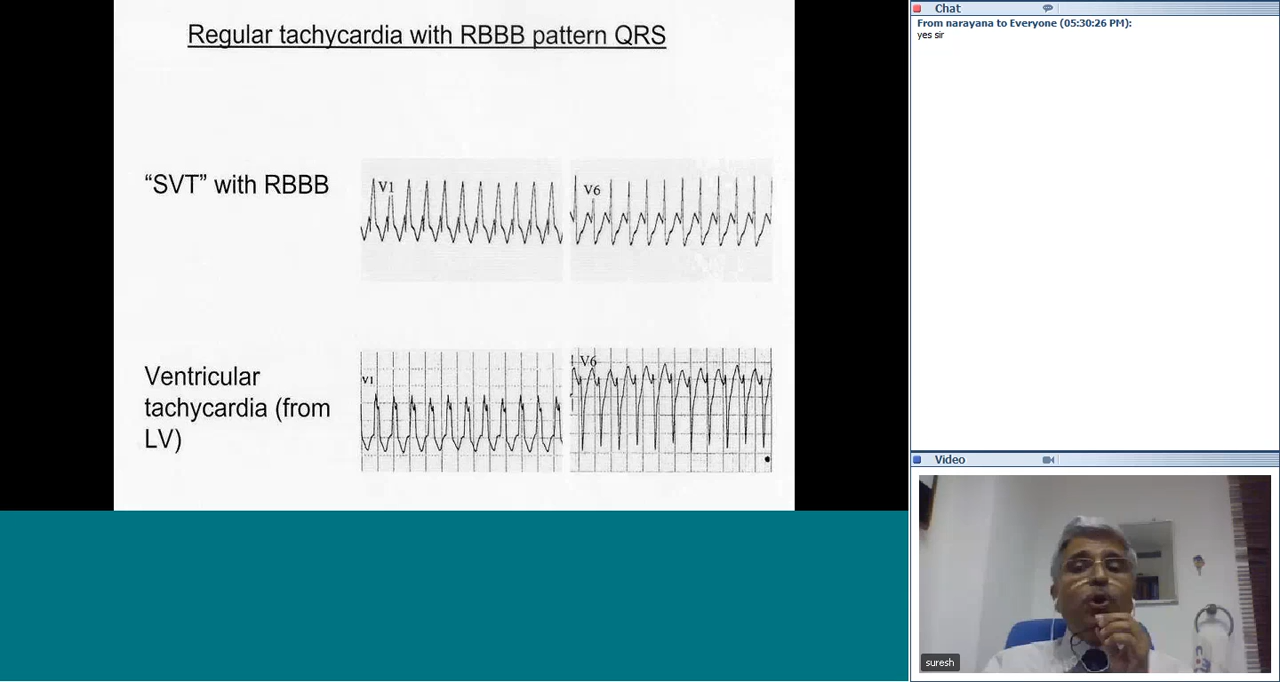 Regular tachycardia with RBBB pattern QRS
“SVT” with RBBB
V1
V6
Ventricular
tachycardia (from
LV)
V1
V6
Chat
From narayana to Everyone (05:30:26 PM):
yes sir
Video
suresh